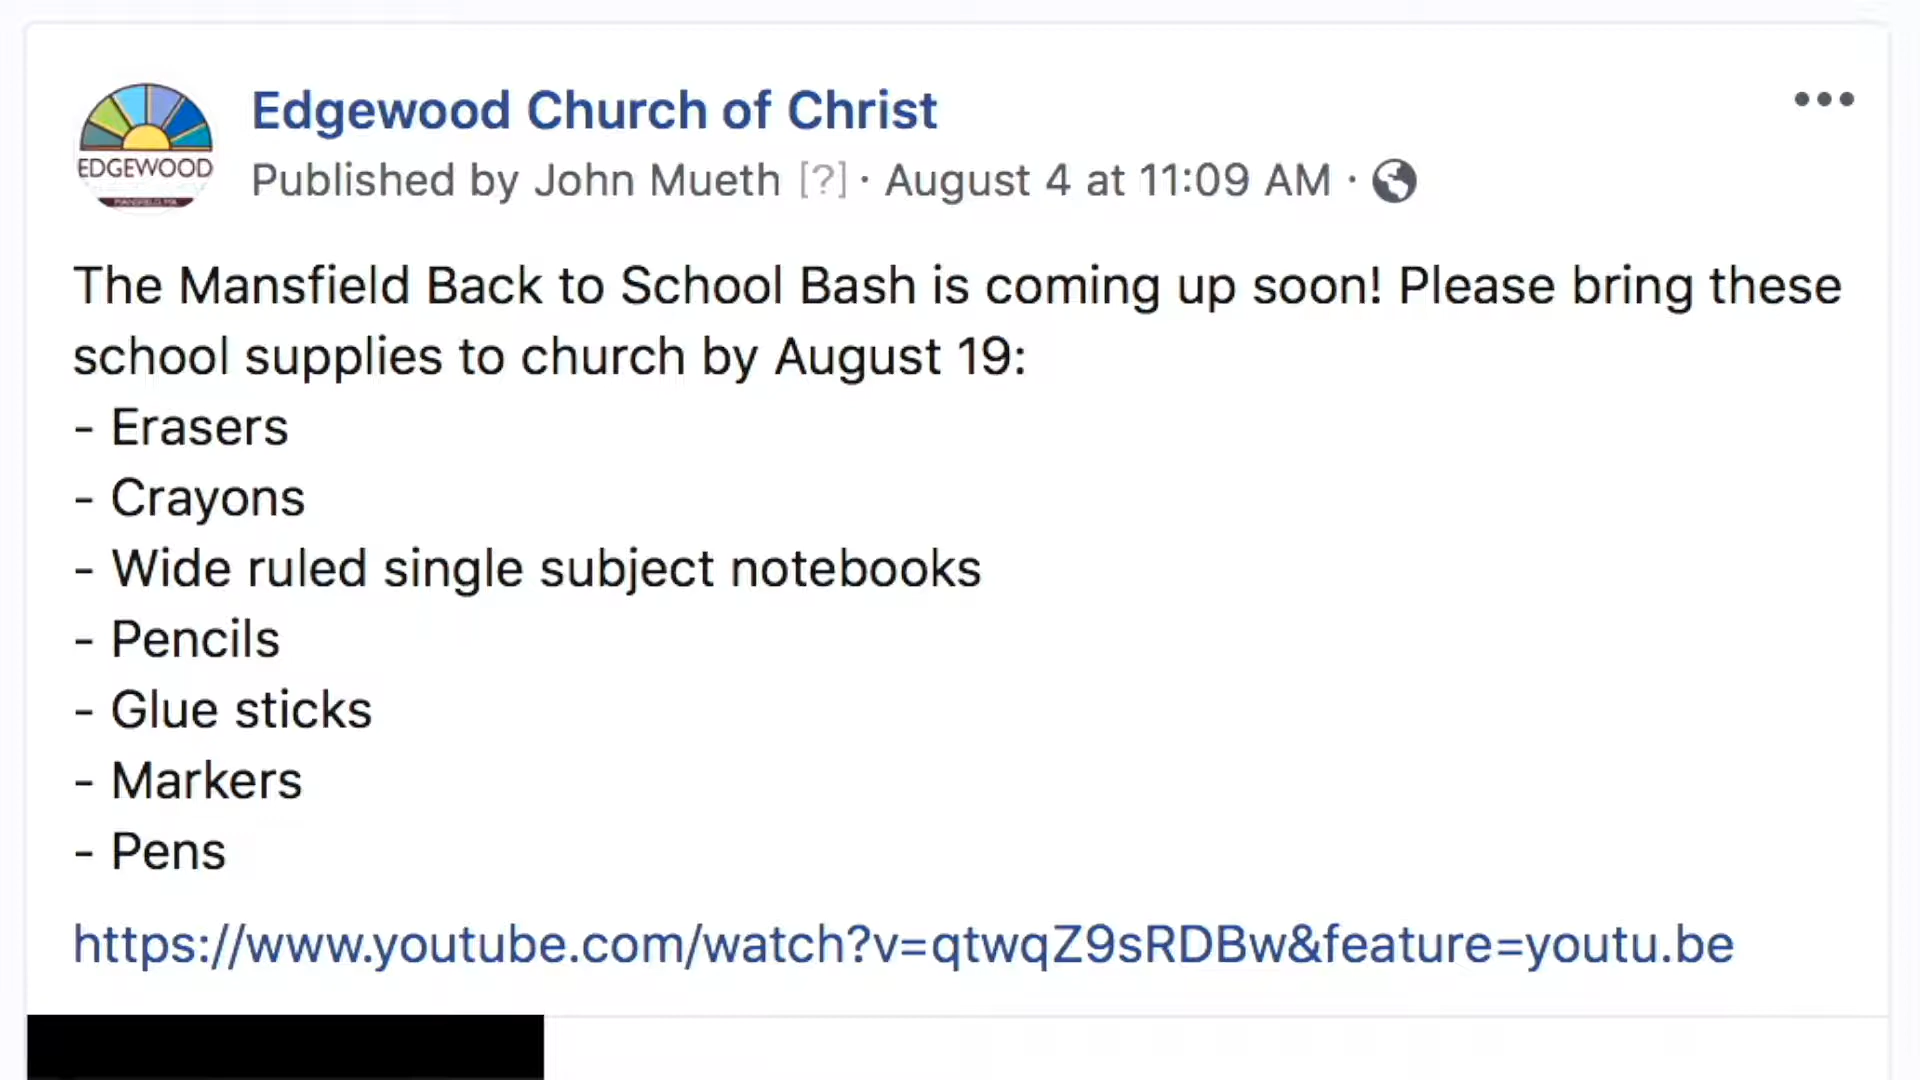 Edgewood Church of Christ
EDGEWOOD
MANSFIELD, MA
Published by John Mueth [?] · August 4 at 11:09 AM ·
The Mansfield Back to School Bash is coming up soon! Please bring these
school supplies to church by August 19:
- Erasers
- Crayons
- Wide ruled single subject notebooks
- Pencils
- Glue sticks
- Markers
- Pens
https://www.youtube.com/watch?v=qtwqZ9sRDBw&feature=youtu.be